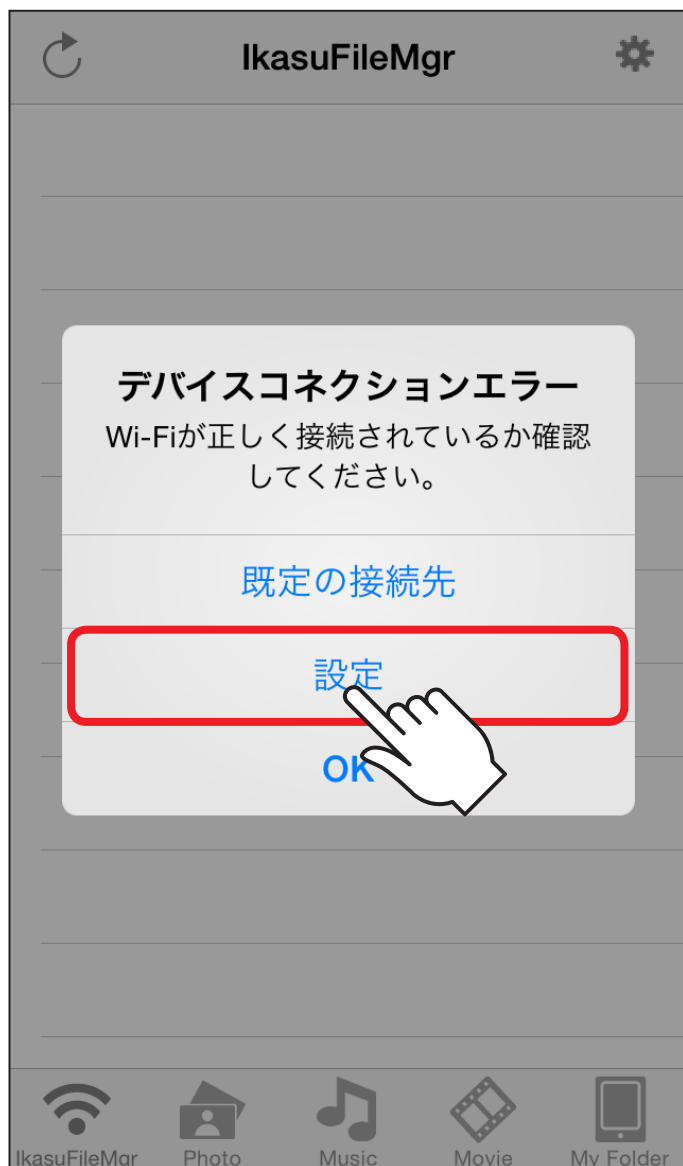 IkasuFileMgr
デバイスコネクションエラー
Wi-Fiが正しく接続されているか確認
してください。
既定の接続先
設定
OK
IkasuFileMgr Photo Music Movie My Folder